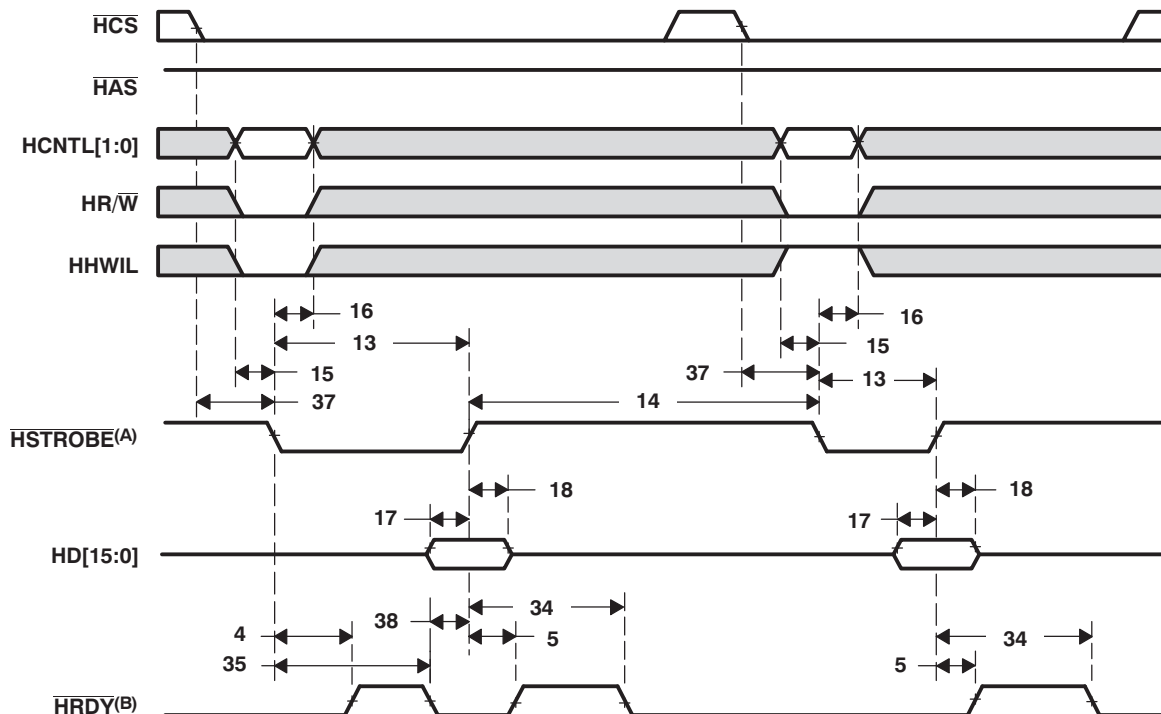 HCS
HAS
HCNTL[1:0]
HR/W
HHWIL
16
16
13
15
15
37
13
37
14
HSTROBE(A)
18
18
17
17
HD[15:0]
34
38
4
5
34
35
5
HRDY(B)